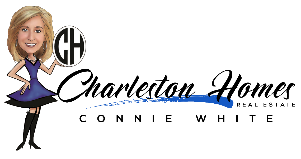 CH
Charleston Homes
REAL ESTATE
CONNIE WHITE